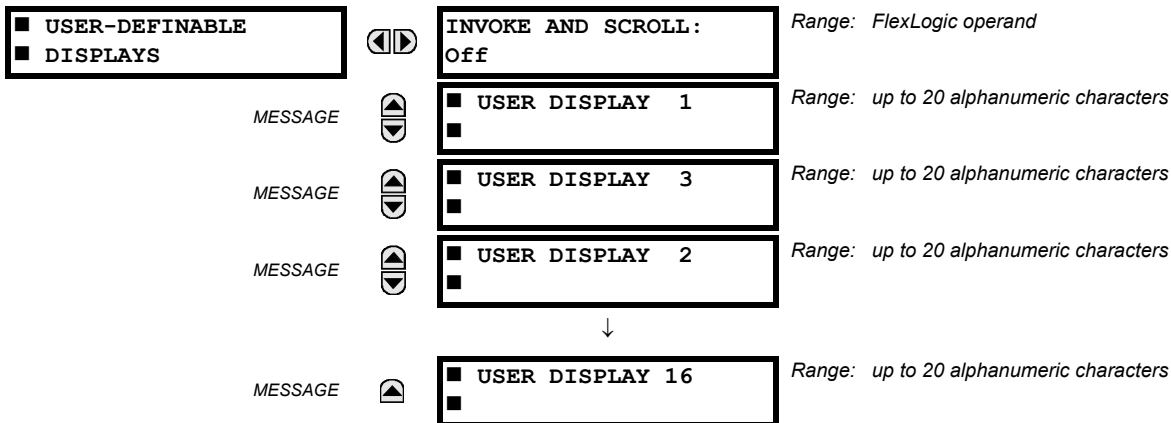 ■ USER-DEFINABLE
■ DISPLAYS
INVOKE AND SCROLL:
Off
Range: FlexLogic operand
MESSAGE
■ USER DISPLAY 1
■
Range: up to 20 alphanumeric characters
MESSAGE
■ USER DISPLAY 3
■
Range: up to 20 alphanumeric characters
MESSAGE
■ USER DISPLAY 2
■
Range: up to 20 alphanumeric characters
↓
MESSAGE
■ USER DISPLAY 16
■
Range: up to 20 alphanumeric characters